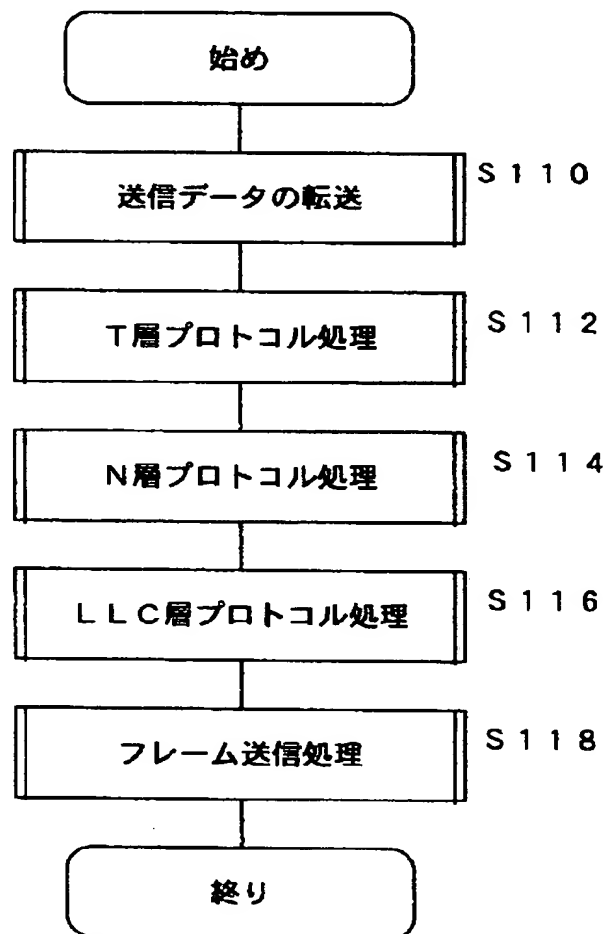 始め
送信データの転送
S110
T層プロトコル処理
S112
N層プロトコル処理
S114
LLC層プロトコル処理
S116
フレーム送信処理
S118
終り